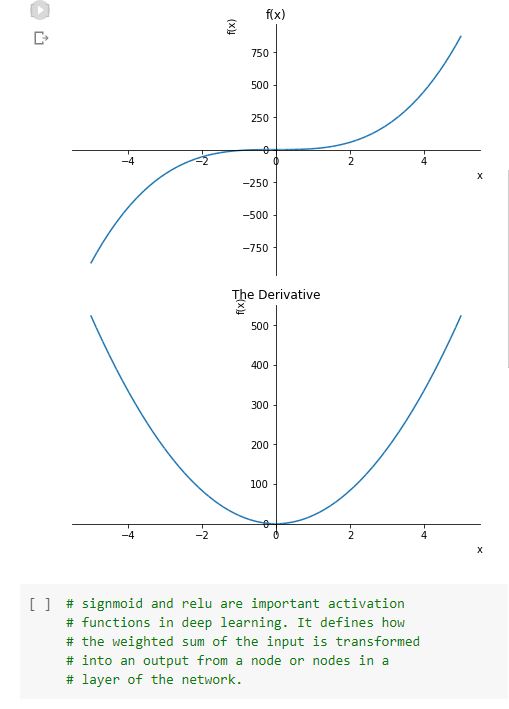 f(x)
f(x)
750
500
250
0
−4 −2 0 2 4
x
−250
−500
−750
The Derivative
f(x)
500
400
300
200
100
0
−4 −2 0 2 4
x
[ ] # signmoid and relu are important activation
# functions in deep learning. It defines how
# the weighted sum of the input is transformed
# into an output from a node or nodes in a
# layer of the network.